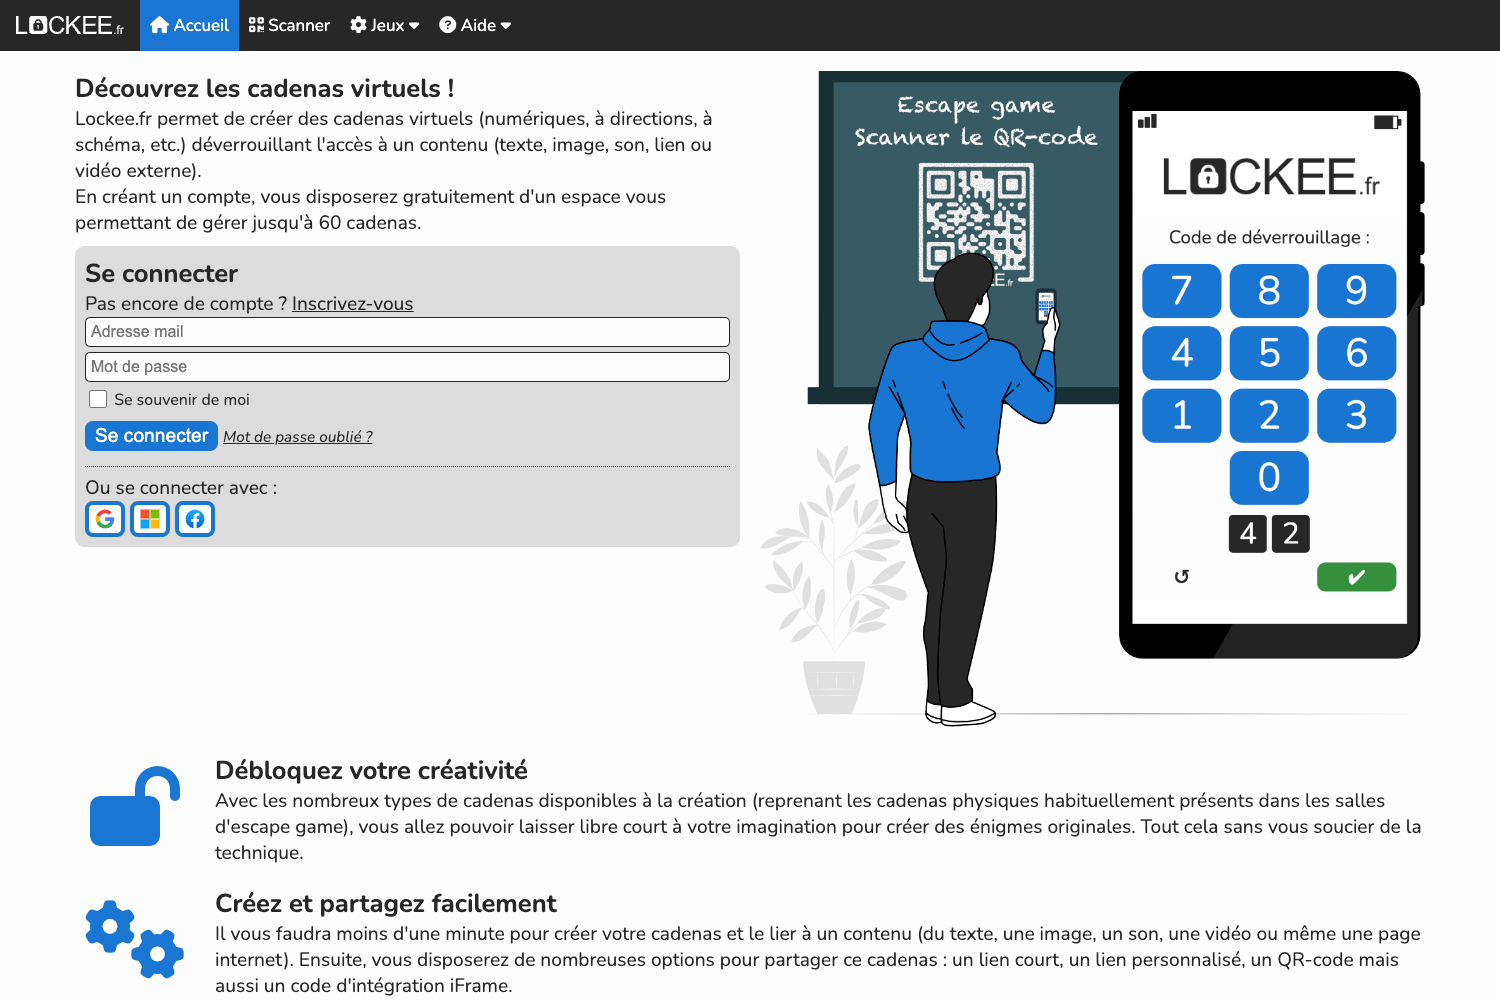 LOCKEE.fr
Accueil
Scanner
Jeux
Aide
Découvrez les cadenas virtuels !
Lockee.fr permet de créer des cadenas virtuels (numériques, à directions, à
schéma, etc.) déverrouillant l'accès à un contenu (texte, image, son, lien ou
vidéo externe).
En créant un compte, vous disposerez gratuitement d'un espace vous
permettant de gérer jusqu'à 60 cadenas.
Se connecter
Pas encore de compte ? Inscrivez-vous
Adresse mail
Mot de passe
Se souvenir de moi
Se connecter Mot de passe oublié ?
Ou se connecter avec :
Escape game
Scanner le QR-code
E.fr
LOCKEE.fr
Code de déverrouillage :
7 8 9
4 5 6
1 2 3
0
4 2
Débloquez votre créativité
Avec les nombreux types de cadenas disponibles à la création (reprenant les cadenas physiques habituellement présents dans les salles
d'escape game), vous allez pouvoir laisser libre court à votre imagination pour créer des énigmes originales. Tout cela sans vous soucier de la
technique.
Créez et partagez facilement
Il vous faudra moins d'une minute pour créer votre cadenas et le lier à un contenu (du texte, une image, un son, une vidéo ou même une page
internet). Ensuite, vous disposerez de nombreuses options pour partager ce cadenas : un lien court, un lien personnalisé, un QR-code mais
aussi un code d'intégration iFrame.